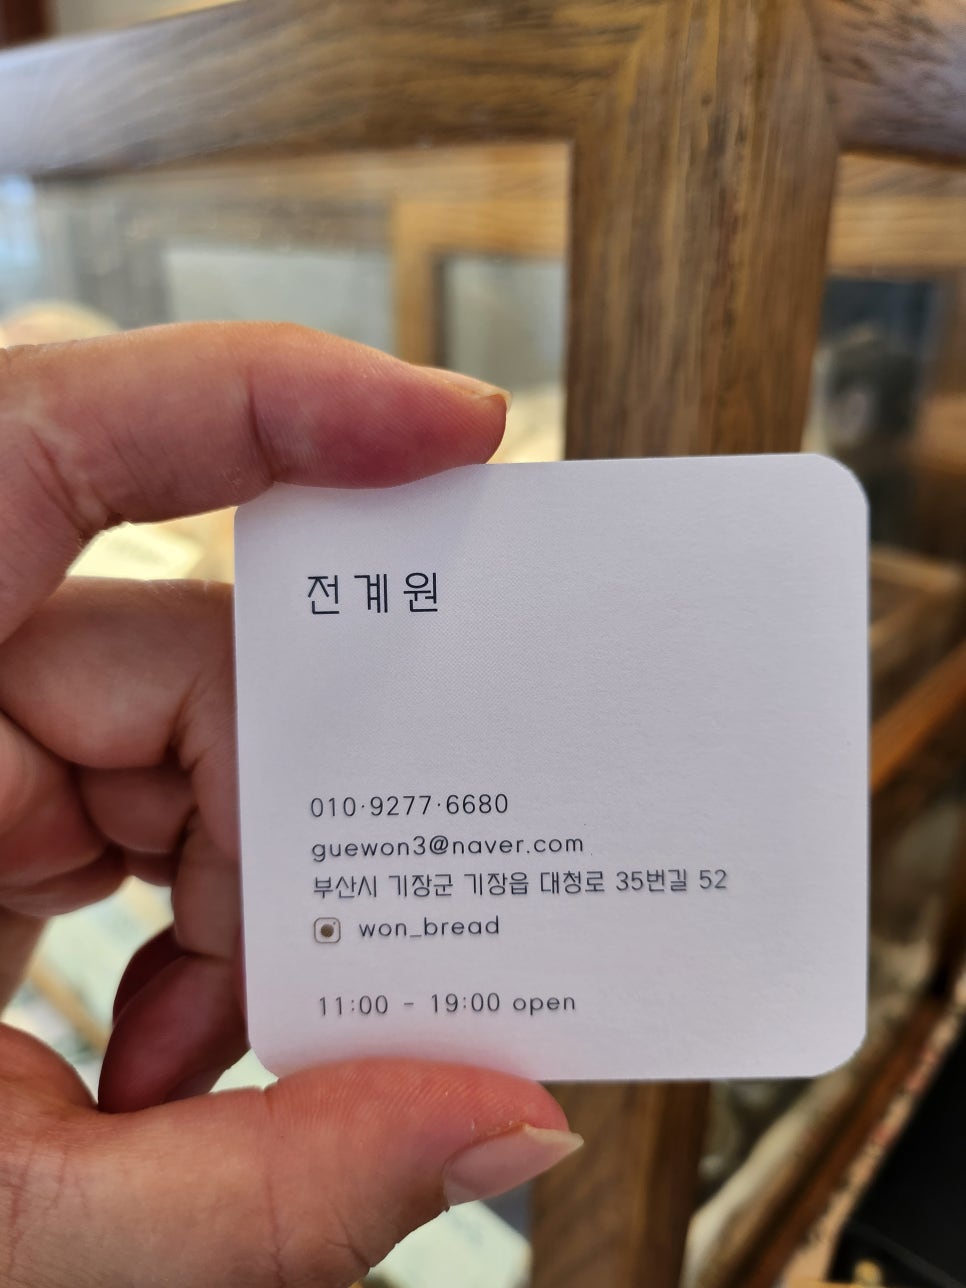 전계원
010·9277·6680
guewon3@naver.com
부산시 기장군 기장읍 대청로 35번길 52
won_bread
11:00 - 19:00 open